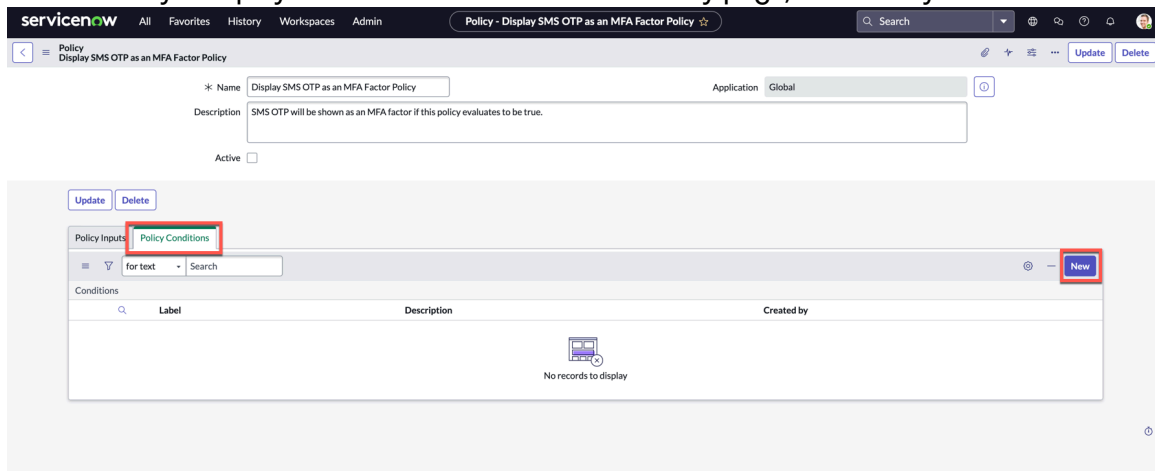 servicenow All Favorites History Workspaces Admin Policy - Display SMS OTP as an MFA Factor Policy ☆ Search
Policy
Display SMS OTP as an MFA Factor Policy
Update Delete
* Name Display SMS OTP as an MFA Factor Policy Application Global
Description SMS OTP will be shown as an MFA factor if this policy evaluates to be true.
Active
Update Delete
Policy Inputs Policy Conditions
for text Search New
Conditions
Label Description Created by
No records to display